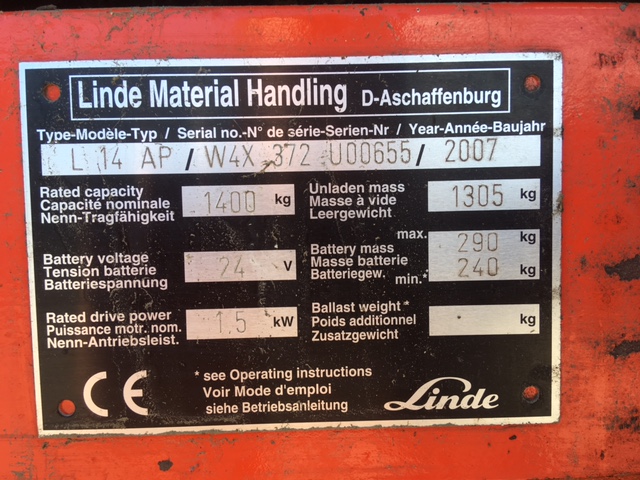 Linde Material Handling D-Aschaffenburg
Type-Modèle-Typ / Serial no.-N° de série-Serien-Nr / Year-Année-Baujahr
L 14 AP / W4X 372 U00655 / 2007
Rated capacity
Capacité nominale
Nenn-Tragfähigkeit
1400 kg
Unladen mass
Masse à vide
Leergewicht
1305 kg
Battery voltage
Tension batterie
Batteriespannung
24 V
max. 290 kg
Battery mass
Masse batterie
Batteriegew.
min.* 240 kg
Rated drive power
Puissance motr. nom.
Nenn-Antriebsleist.
1,5 kW
Ballast weight *
Poids additionnel
Zusatzgewicht
kg
CE
* see Operating instructions
Voir Mode d'emploi
siehe Betriebsanleitung
Linde